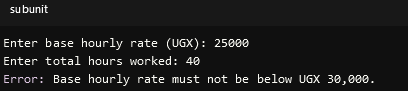 subunit
Enter base hourly rate (UGX): 25000
Enter total hours worked: 40
Error: Base hourly rate must not be below UGX 30,000.